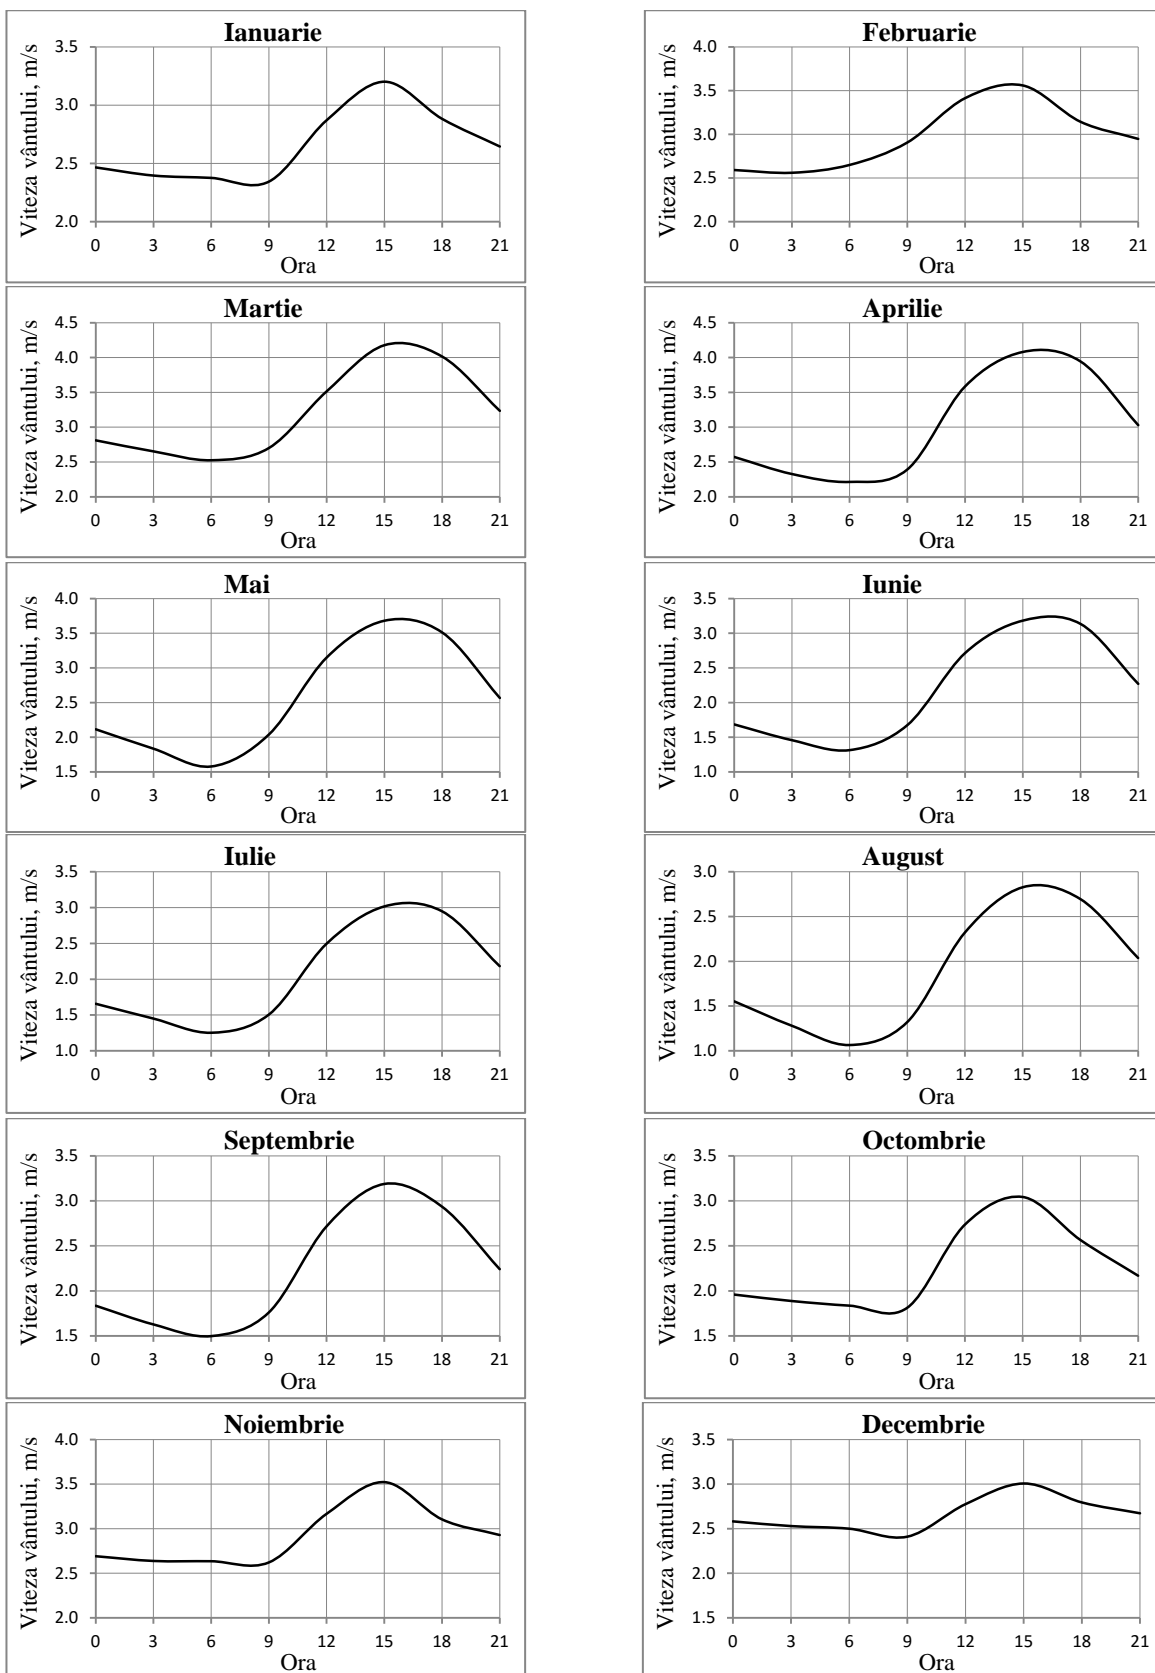 Ianuarie
Viteza vântului, m/s
3.5
3.0
2.5
2.0
0 3 6 9 12 15 18 21
Ora
Februarie
Viteza vântului, m/s
4.0
3.5
3.0
2.5
2.0
0 3 6 9 12 15 18 21
Ora
Martie
Viteza vântului, m/s
4.5
4.0
3.5
3.0
2.5
2.0
0 3 6 9 12 15 18 21
Ora
Aprilie
Viteza vântului, m/s
4.5
4.0
3.5
3.0
2.5
2.0
0 3 6 9 12 15 18 21
Ora
Mai
Viteza vântului, m/s
4.0
3.5
3.0
2.5
2.0
1.5
0 3 6 9 12 15 18 21
Ora
Iunie
Viteza vântului, m/s
3.5
3.0
2.5
2.0
1.5
1.0
0 3 6 9 12 15 18 21
Ora
Iulie
Viteza vântului, m/s
3.5
3.0
2.5
2.0
1.5
1.0
0 3 6 9 12 15 18 21
Ora
August
Viteza vântului, m/s
3.0
2.5
2.0
1.5
1.0
0 3 6 9 12 15 18 21
Ora
Septembrie
Viteza vântului, m/s
3.5
3.0
2.5
2.0
1.5
0 3 6 9 12 15 18 21
Ora
Octombrie
Viteza vântului, m/s
3.5
3.0
2.5
2.0
1.5
0 3 6 9 12 15 18 21
Ora
Noiembrie
Viteza vântului, m/s
4.0
3.5
3.0
2.5
2.0
0 3 6 9 12 15 18 21
Ora
Decembrie
Viteza vântului, m/s
3.5
3.0
2.5
2.0
1.5
0 3 6 9 12 15 18 21
Ora